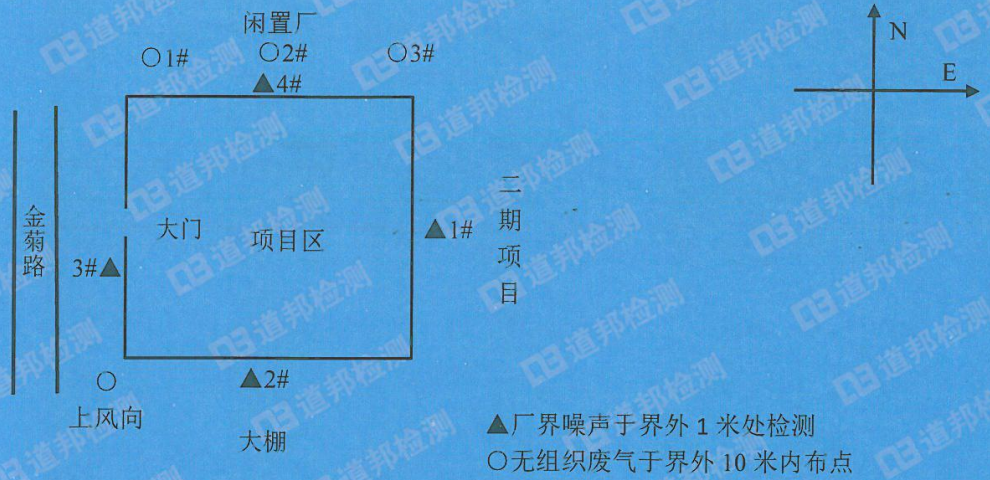 闲置厂
○1#
○2#
○3#
▲4#
N
E
金菊路
大门
项目区
3#▲
▲1#
二期项目
○
上风向
▲2#
大棚
▲厂界噪声于界外 1 米处检测
○无组织废气于界外 10 米内布点
道邦检测